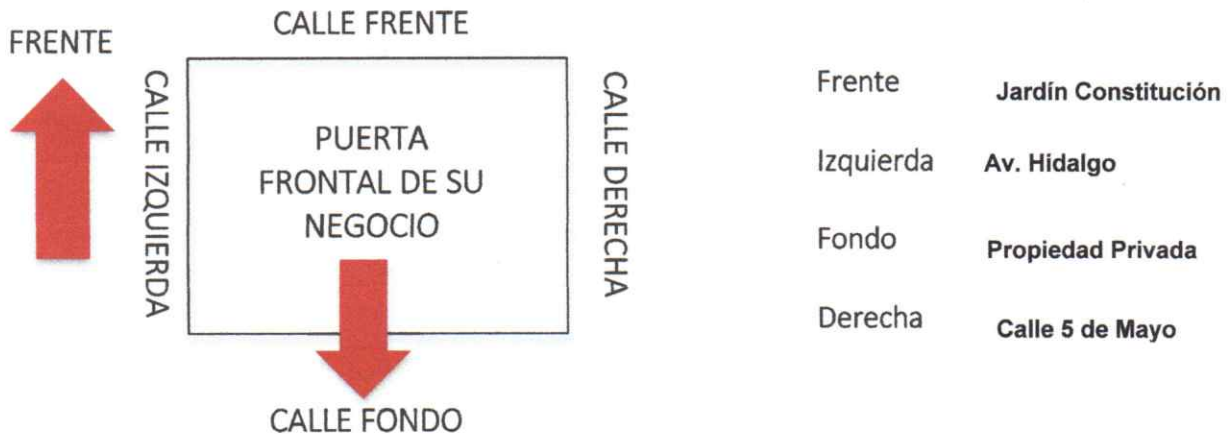 CALLE FRENTE
FRENTE
CALLE IZQUIERDA
PUERTA
FRONTAL DE SU
NEGOCIO
CALLE DERECHA
CALLE FONDO
Frente Jardín Constitución
Izquierda Av. Hidalgo
Fondo Propiedad Privada
Derecha Calle 5 de Mayo